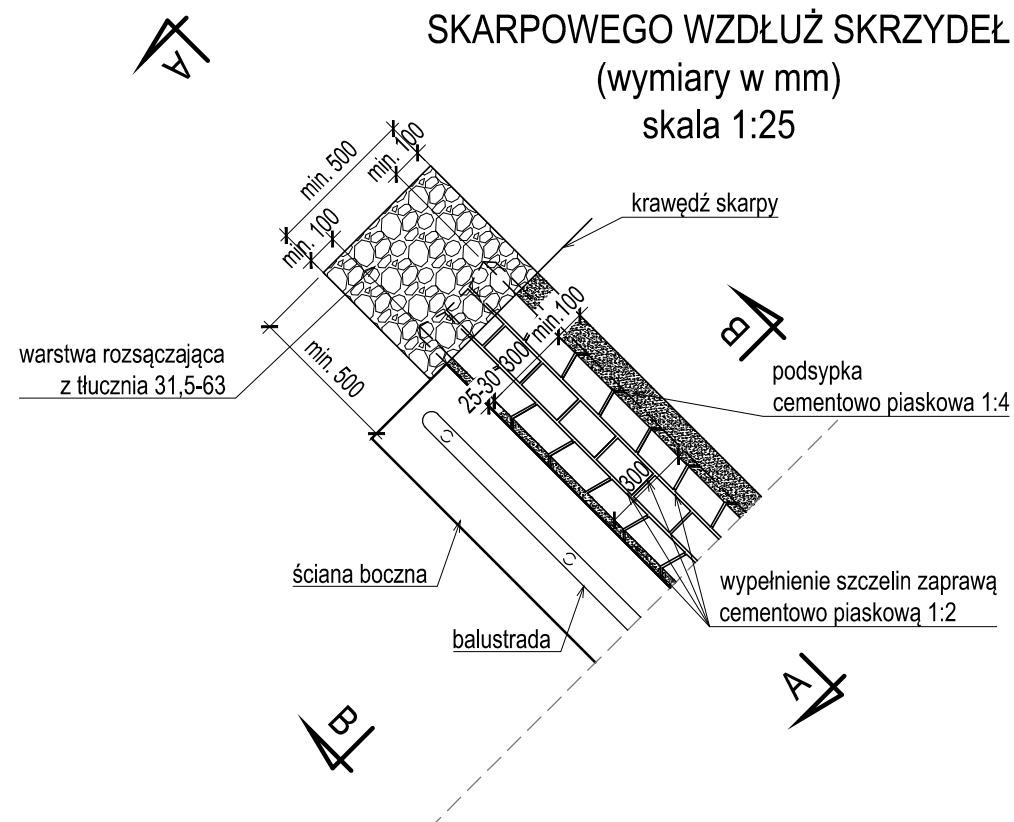 SKARPOWEGO WZDŁUŻ SKRZYDEŁ
(wymiary w mm)
skala 1:25
A
min. 500
min. 100
min. 100
krawędź skarpy
min.100
B
warstwa rozsączająca
z tłucznia 31,5-63
min. 500
25-30
300
podsypka
cementowo piaskowa 1:4
300
ściana boczna
balustrada
wypełnienie szczelin zaprawą
cementowo piaskową 1:2
A
B